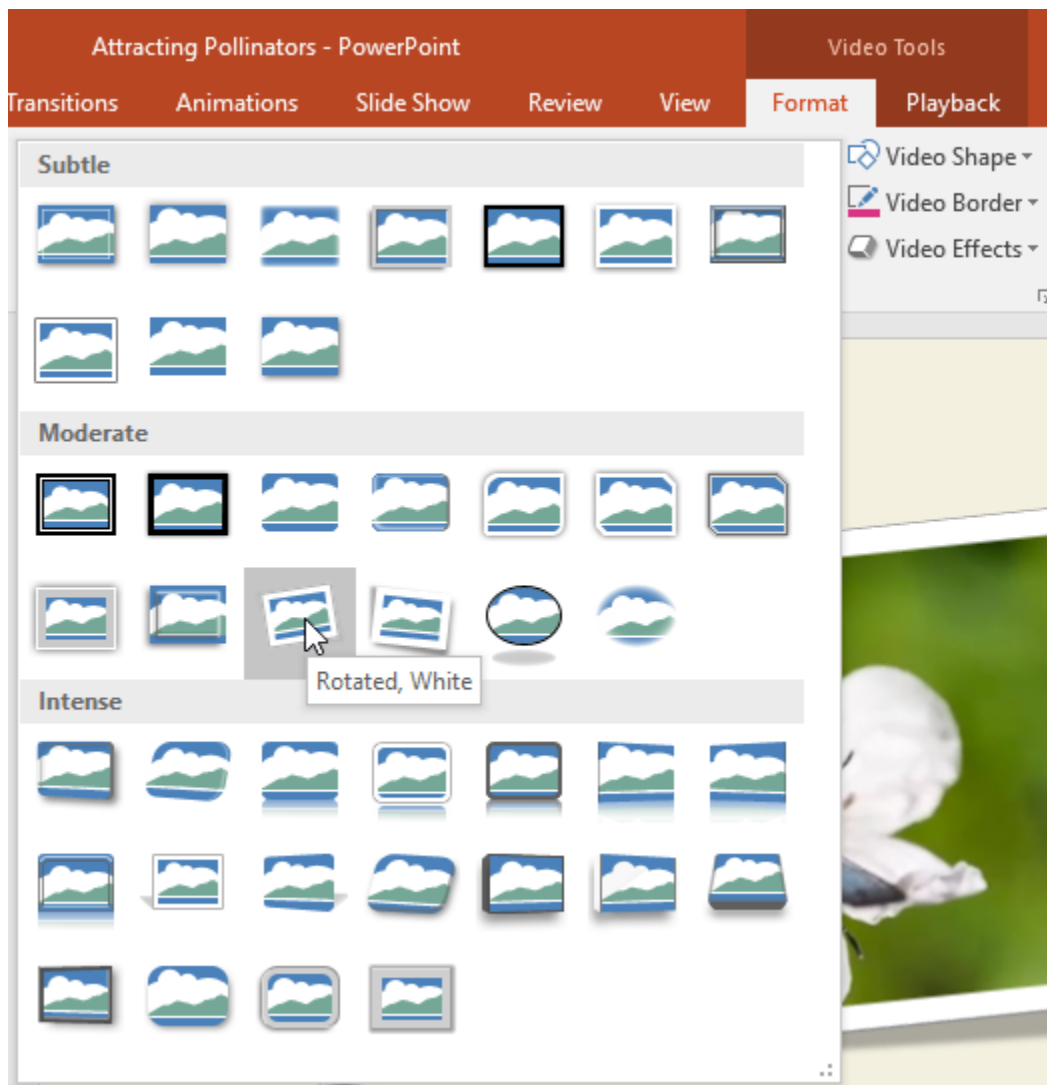 Attracting Pollinators - PowerPoint
Video Tools
Transitions Animations Slide Show Review View Format Playback
Subtle
Video Shape
Video Border
Video Effects
Moderate
Rotated, White
Intense